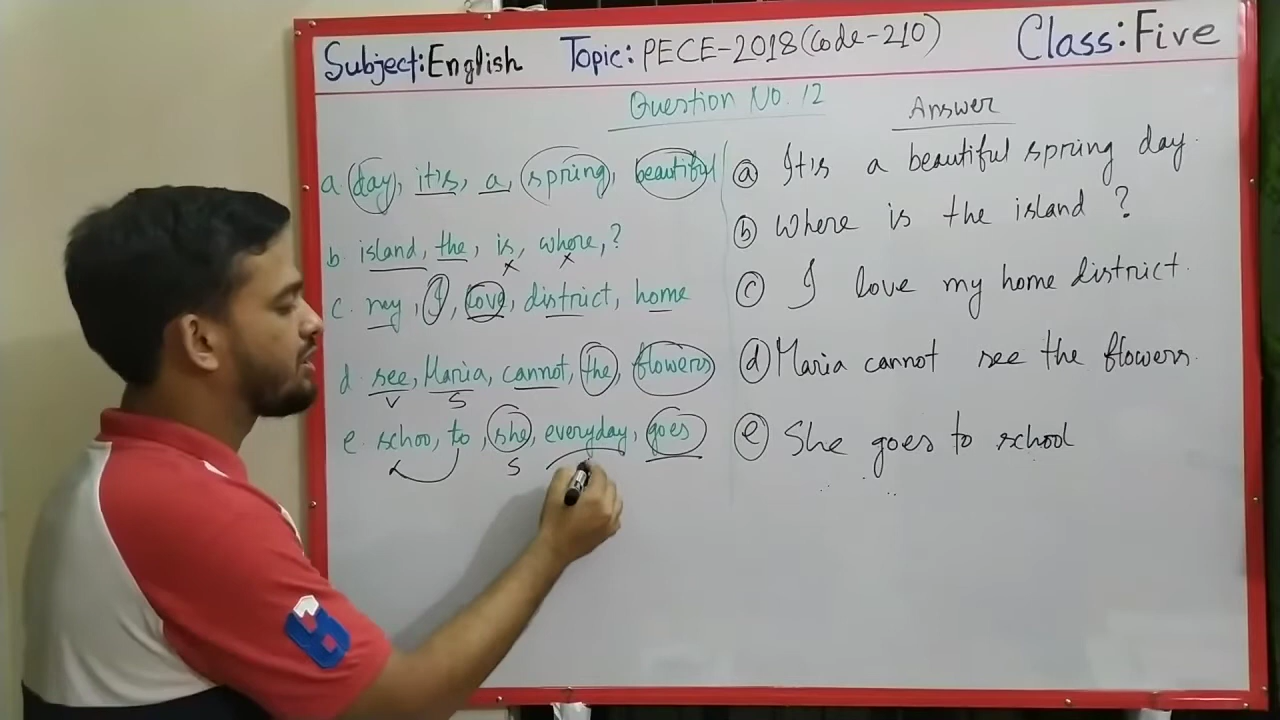 Subject: English Topic: PECE-2018 (Code-210) Class: Five
Question No. 12
Answer
a. day, it is, a, spring, beautiful
b. island, the, is, where, ?
c. my, I, love, district, home
d. see, Maria, cannot, the, flowers
V S
e. schoo, to, she, everyday, goes
S
a It is a beautiful spring day.
b Where is the island ?
c I love my home district.
d Maria cannot see the flowers.
e She goes to school